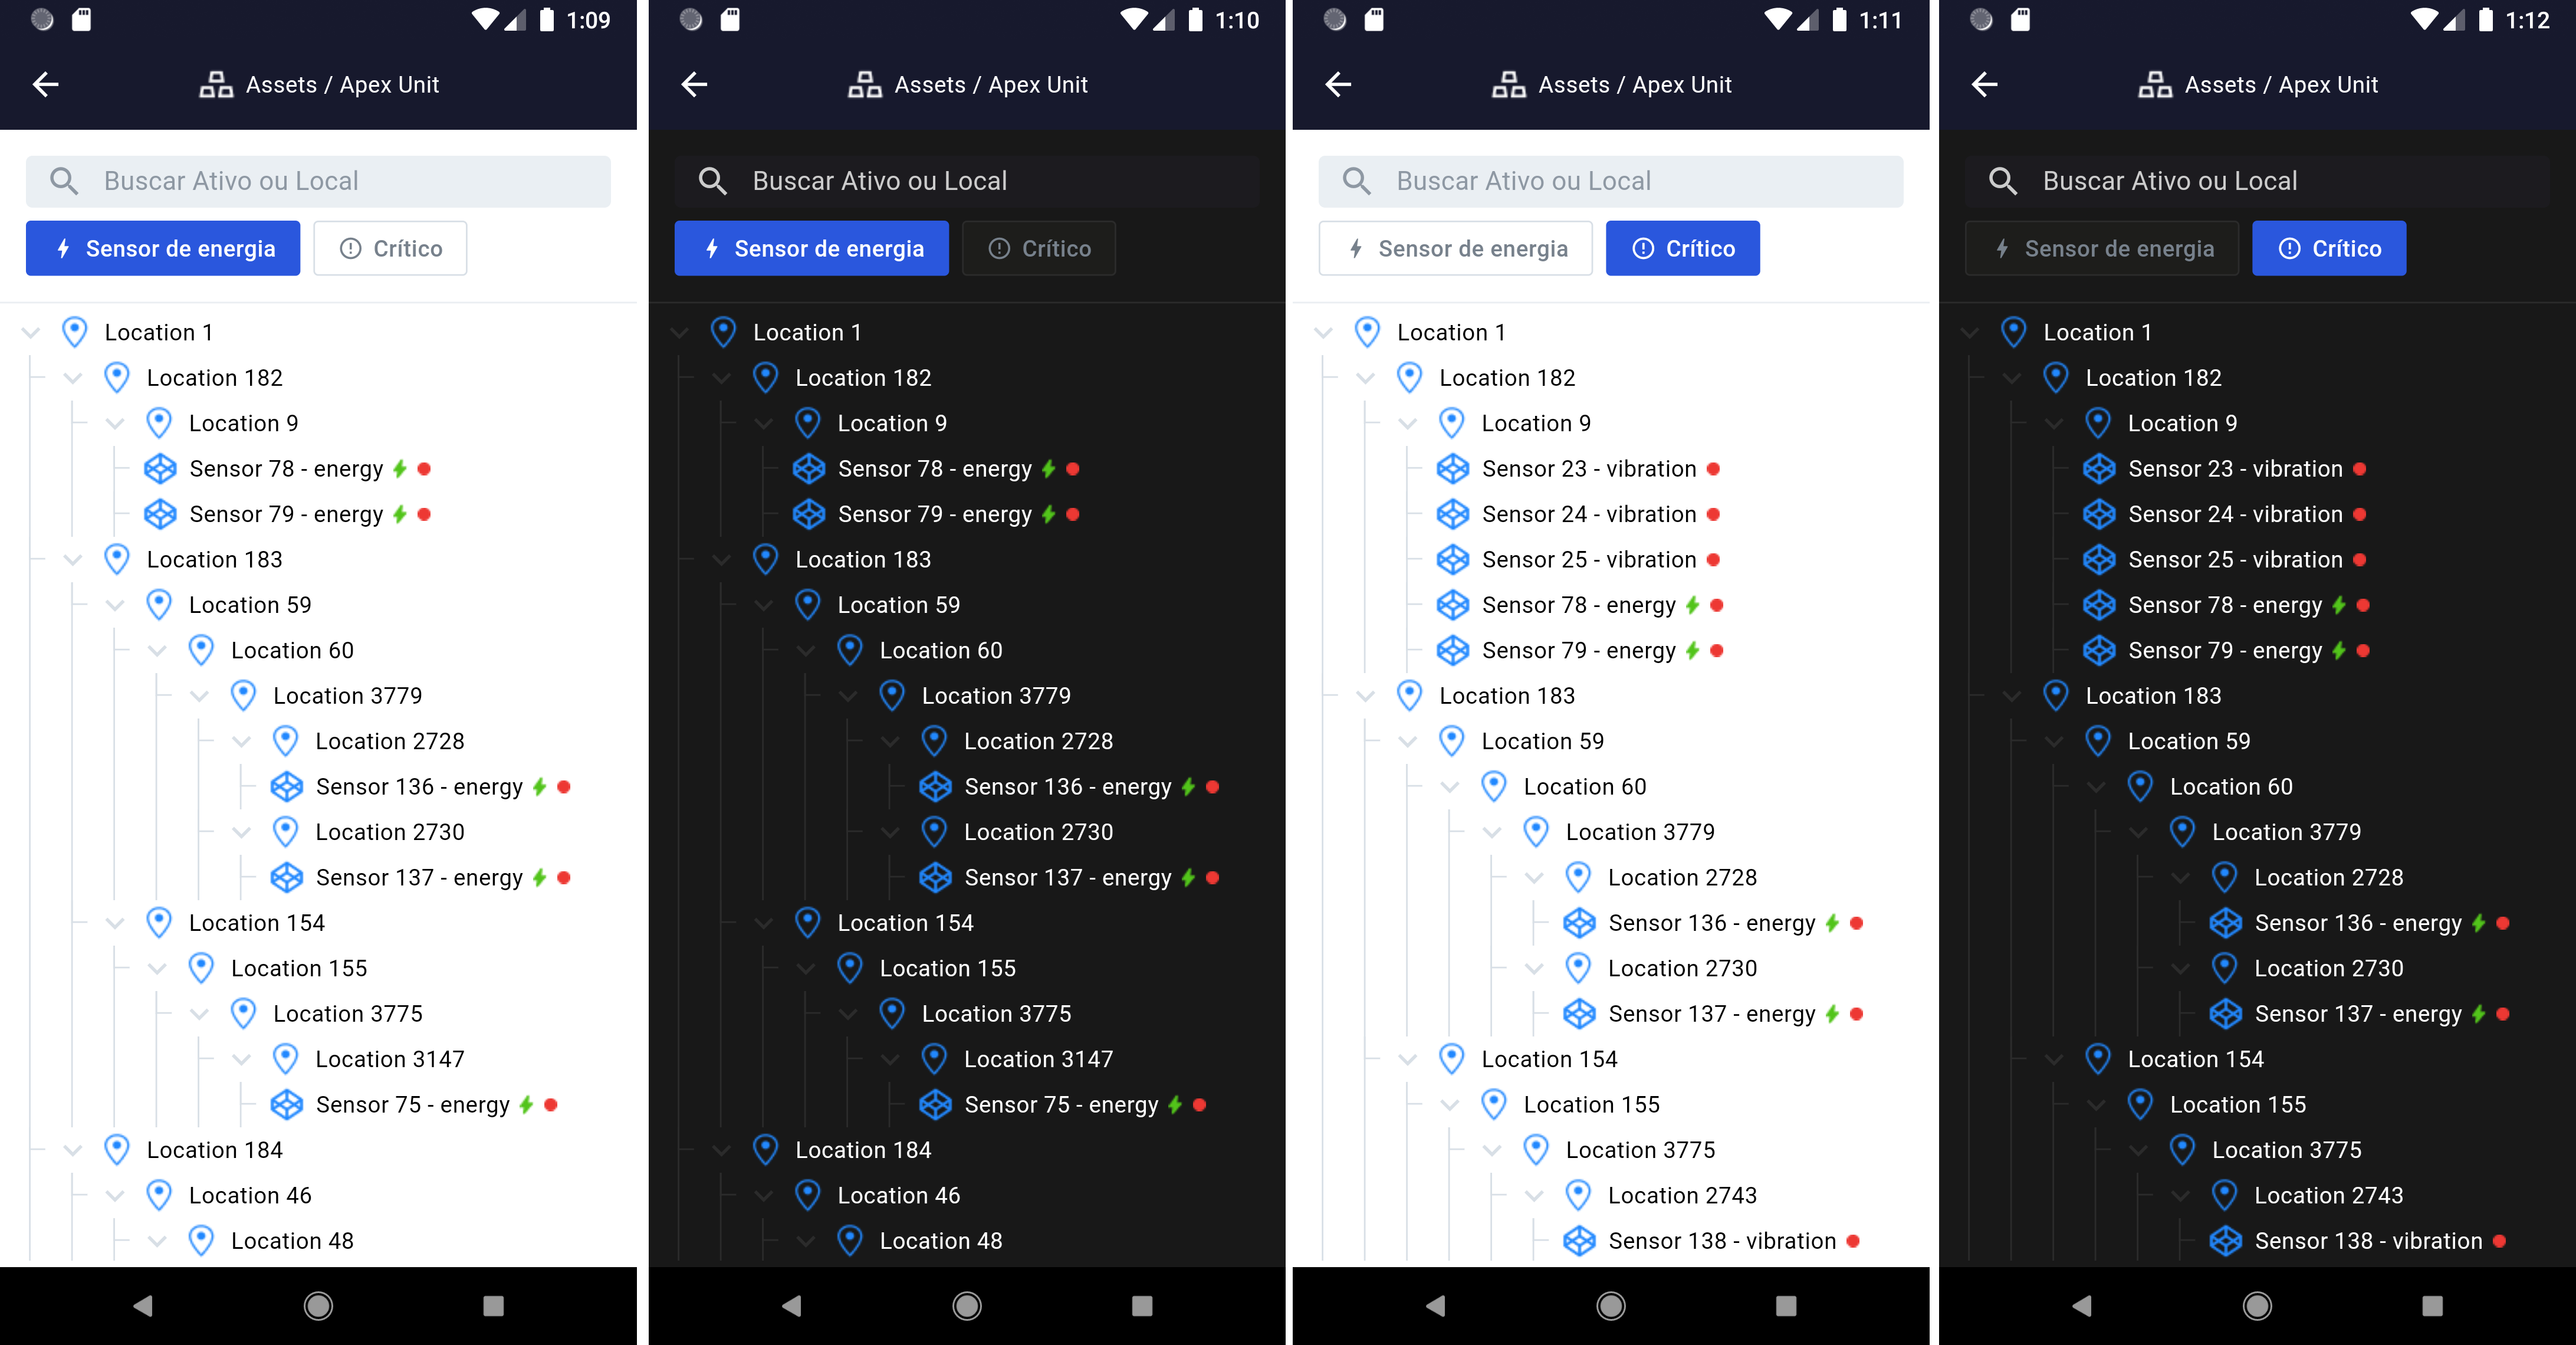 1:09
Assets / Apex Unit
Buscar Ativo ou Local
Sensor de energia
Crítico
Location 1
Location 182
Location 9
Sensor 78 - energy
Sensor 79 - energy
Location 183
Location 59
Location 60
Location 3779
Location 2728
Sensor 136 - energy
Location 2730
Sensor 137 - energy
Location 154
Location 155
Location 3775
Location 3147
Sensor 75 - energy
Location 184
Location 46
Location 48
1:10
Assets / Apex Unit
Buscar Ativo ou Local
Sensor de energia
Crítico
Location 1
Location 182
Location 9
Sensor 78 - energy
Sensor 79 - energy
Location 183
Location 59
Location 60
Location 3779
Location 2728
Sensor 136 - energy
Location 2730
Sensor 137 - energy
Location 154
Location 155
Location 3775
Location 3147
Sensor 75 - energy
Location 184
Location 46
Location 48
1:11
Assets / Apex Unit
Buscar Ativo ou Local
Sensor de energia
Crítico
Location 1
Location 182
Location 9
Sensor 23 - vibration
Sensor 24 - vibration
Sensor 25 - vibration
Sensor 78 - energy
Sensor 79 - energy
Location 183
Location 59
Location 60
Location 3779
Location 2728
Sensor 136 - energy
Location 2730
Sensor 137 - energy
Location 154
Location 155
Location 3775
Location 2743
Sensor 138 - vibration
1:12
Assets / Apex Unit
Buscar Ativo ou Local
Sensor de energia
Crítico
Location 1
Location 182
Location 9
Sensor 23 - vibration
Sensor 24 - vibration
Sensor 25 - vibration
Sensor 78 - energy
Sensor 79 - energy
Location 183
Location 59
Location 60
Location 3779
Location 2728
Sensor 136 - energy
Location 2730
Sensor 137 - energy
Location 154
Location 155
Location 3775
Location 2743
Sensor 138 - vibration